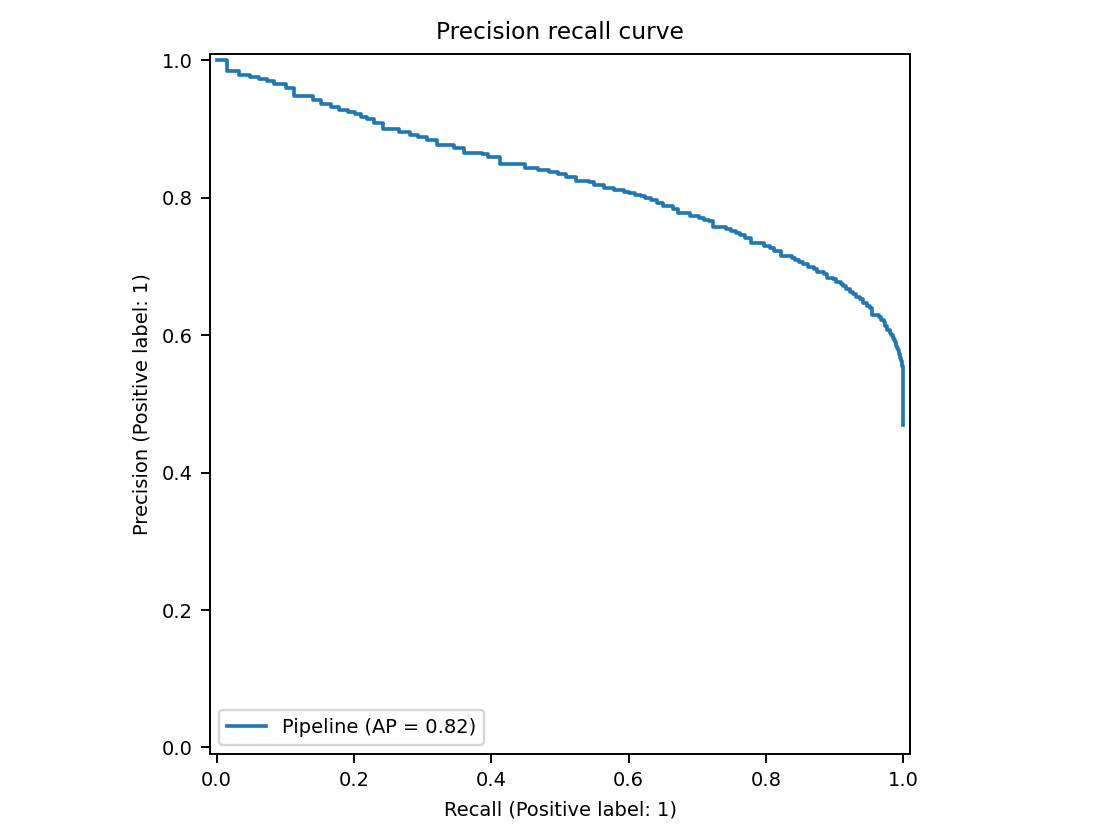 Precision recall curve
1.0
0.8
0.6
0.4
0.2
0.0
Precision (Positive label: 1)
Pipeline (AP = 0.82)
0.0 0.2 0.4 0.6 0.8 1.0
Recall (Positive label: 1)